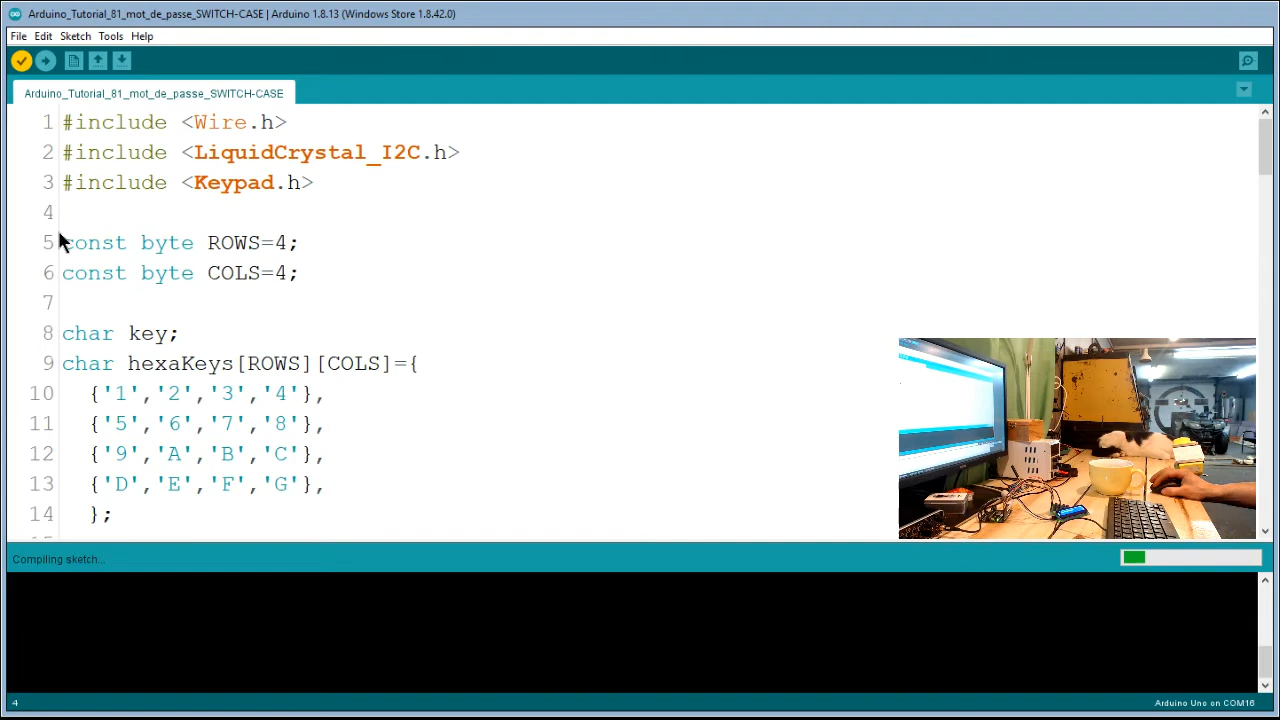 Arduino_Tutorial_81_mot_de_passe_SWITCH-CASE | Arduino 1.8.13 (Windows Store 1.8.42.0)
File Edit Sketch Tools Help
Arduino_Tutorial_81_mot_de_passe_SWITCH-CASE
1 #include <Wire.h>
2 #include <LiquidCrystal_I2C.h>
3 #include <Keypad.h>
4
5 const byte ROWS=4;
6 const byte COLS=4;
7
8 char key;
9 char hexaKeys[ROWS][COLS]={
10 {'1','2','3','4'},
11 {'5','6','7','8'},
12 {'9','A','B','C'},
13 {'D','E','F','G'},
14 };
Compiling sketch...
4
Arduino Uno on COM16